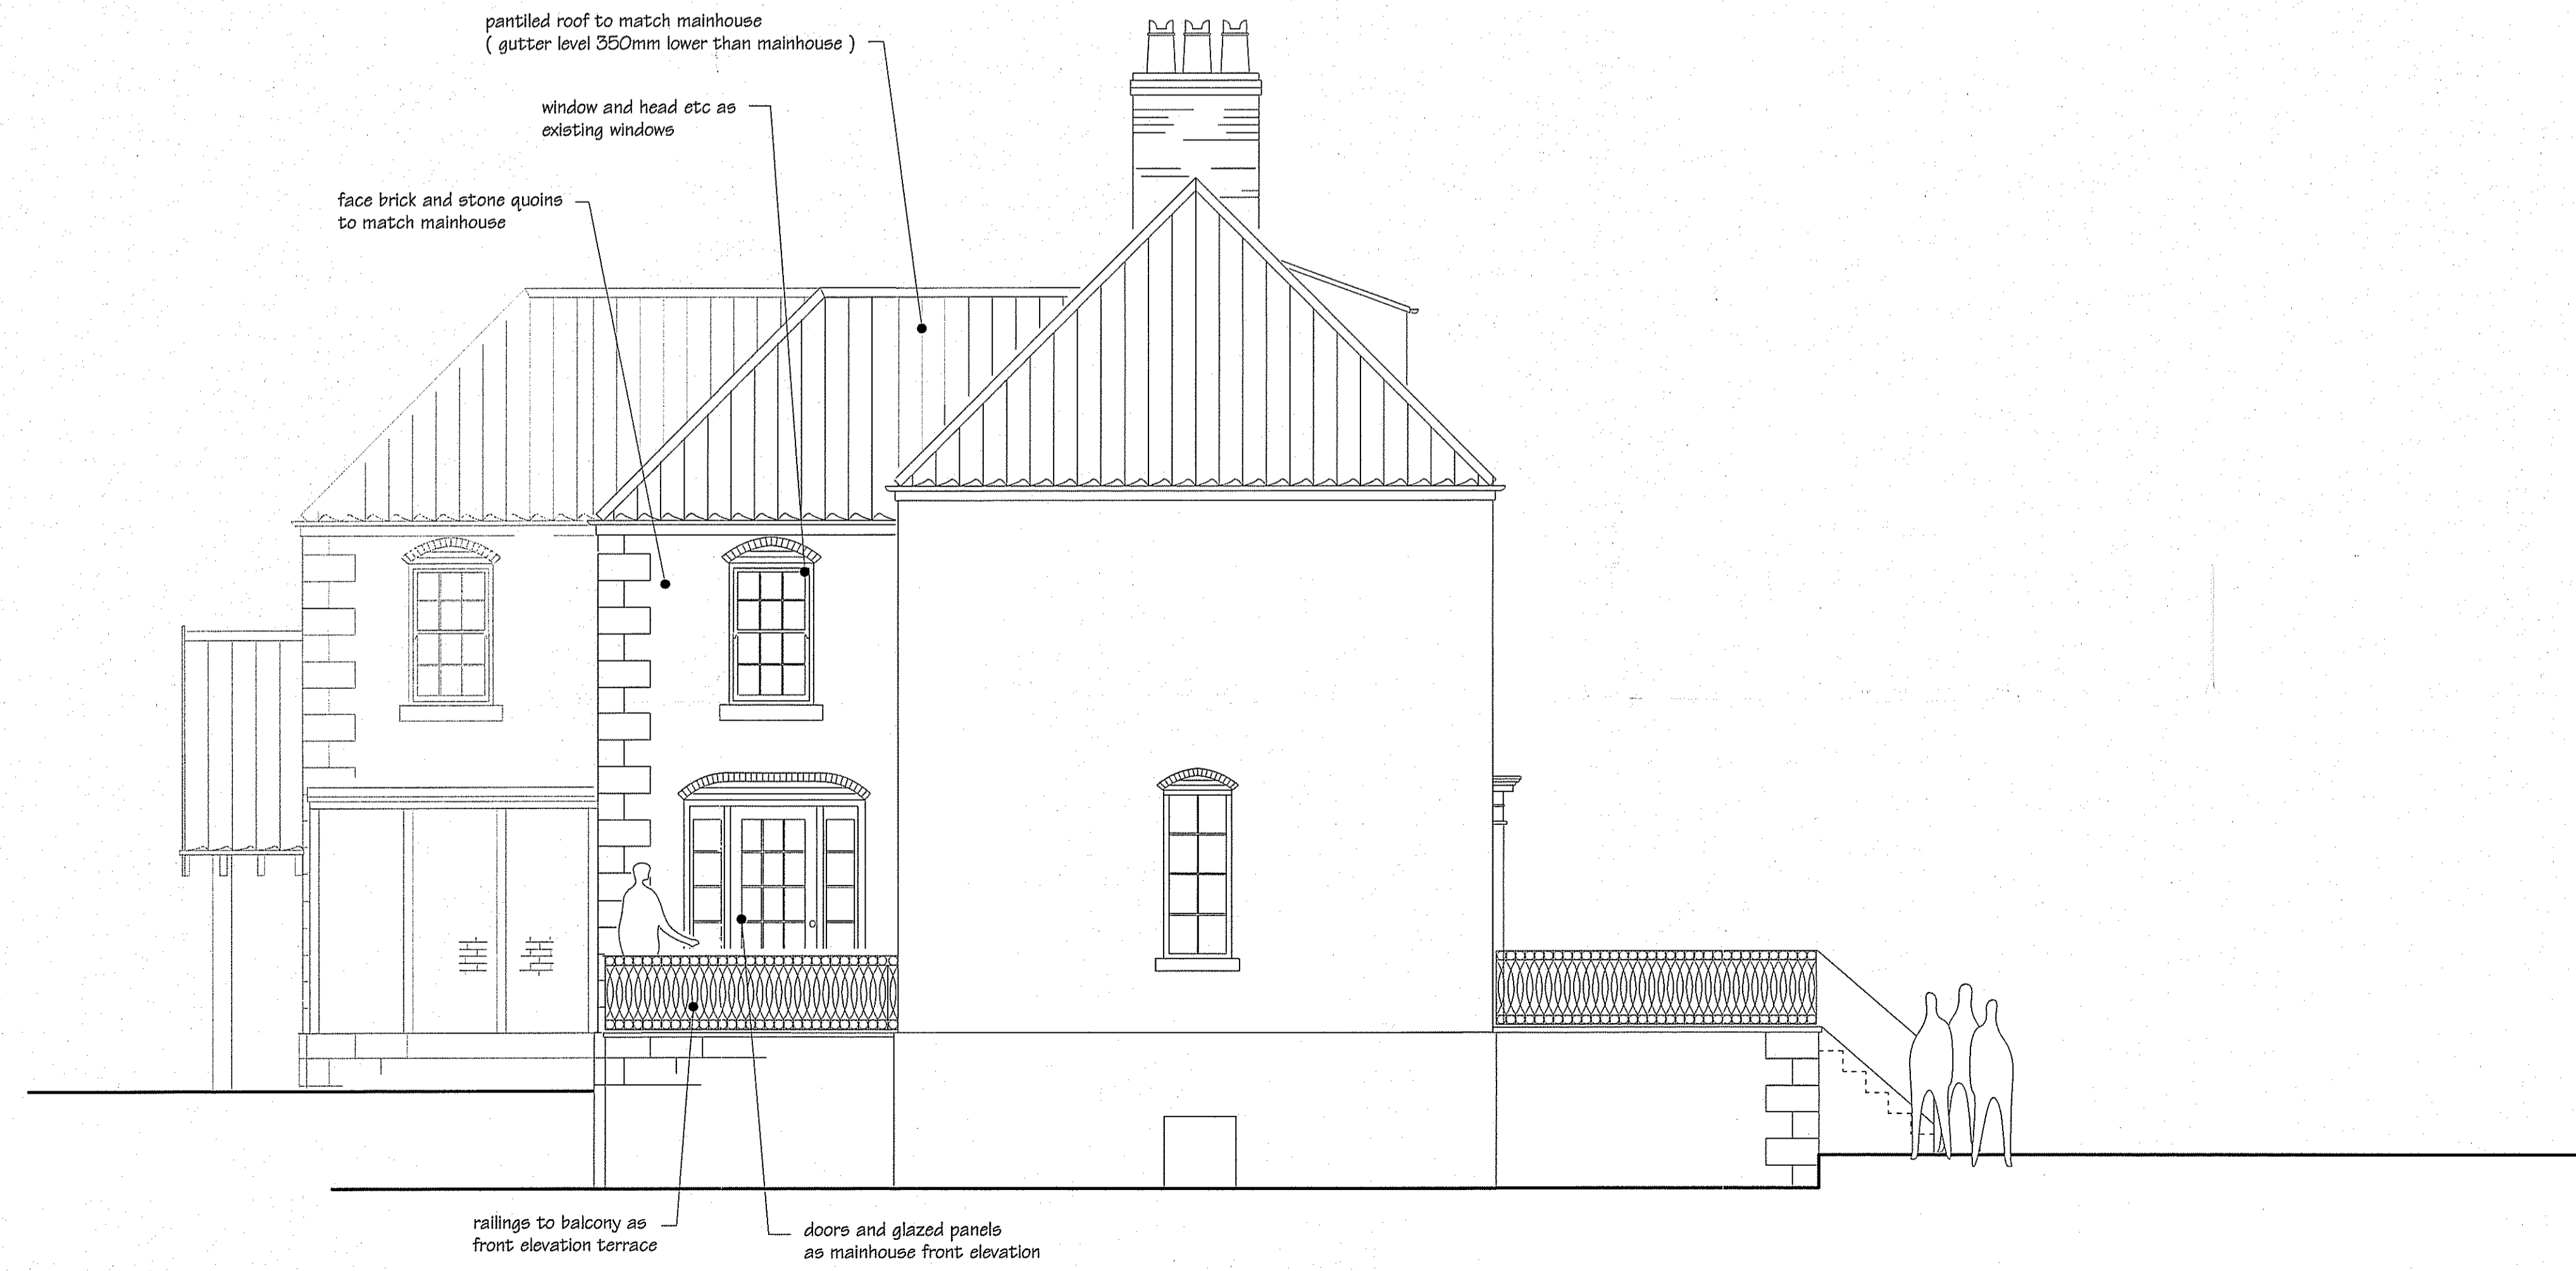 pantiled roof to match mainhouse
( gutter level 350mm lower than mainhouse )
window and head etc as
existing windows
face brick and stone quoins
to match mainhouse
railings to balcony as
front elevation terrace
doors and glazed panels
as mainhouse front elevation